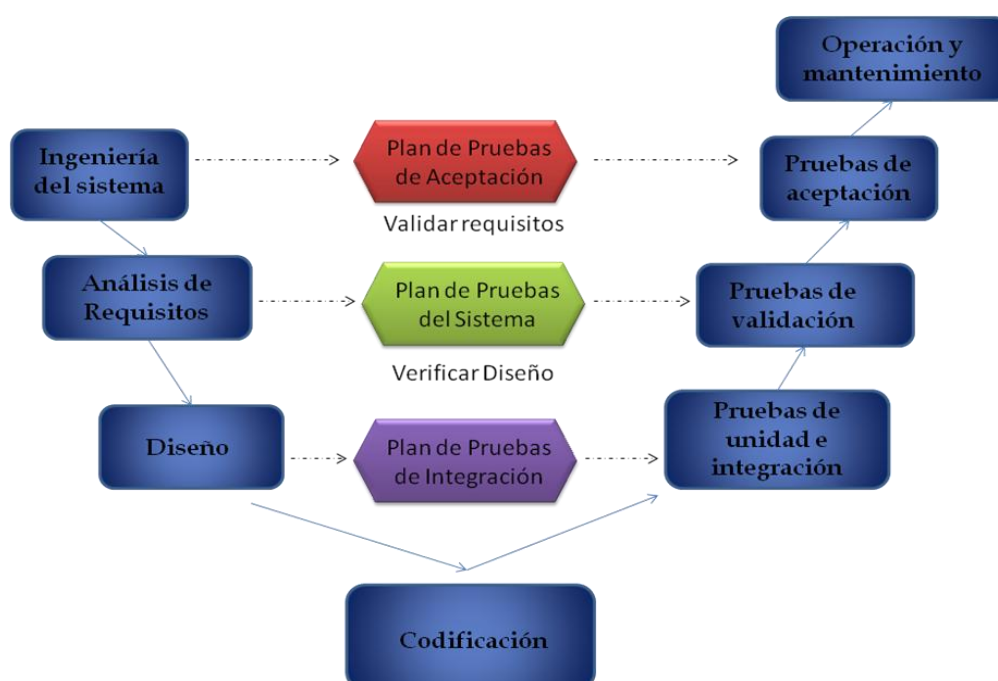 Operación y
mantenimiento
Ingeniería
del sistema
Plan de Pruebas
de Aceptación
Pruebas de
aceptación
Validar requisitos
Análisis de
Requisitos
Plan de Pruebas
del Sistema
Pruebas de
validación
Verificar Diseño
Diseño
Plan de Pruebas
de Integración
Pruebas de
unidad e
integración
Codificación